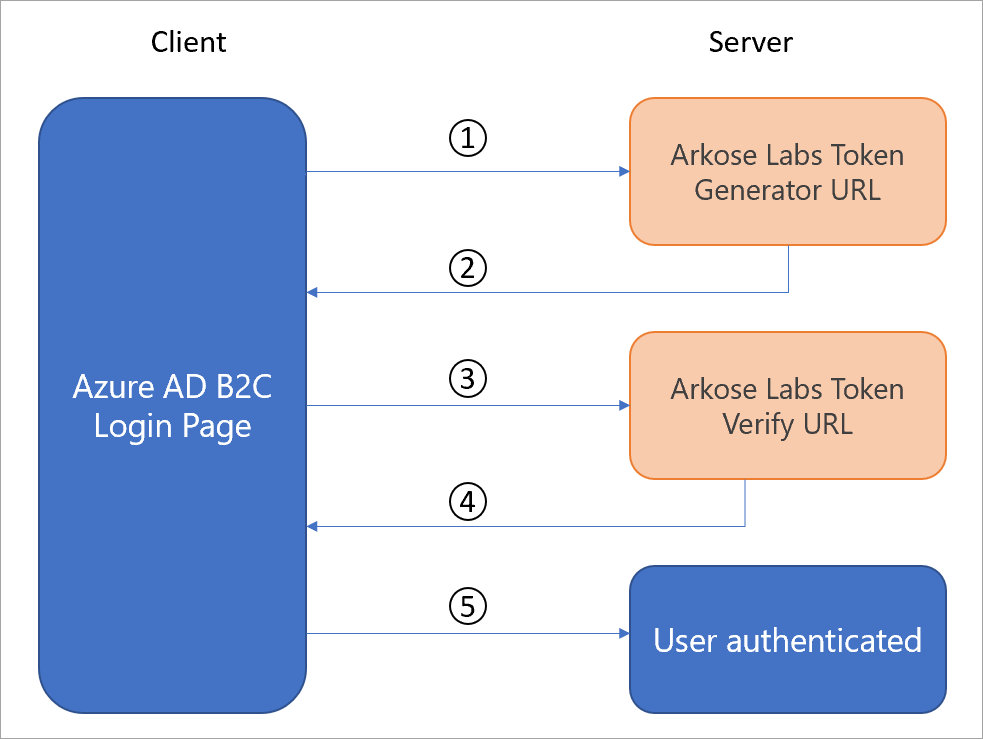 Client
Server
①
Arkose Labs Token
Generator URL
②
Azure AD B2C
Login Page
③
Arkose Labs Token
Verify URL
④
⑤
User authenticated